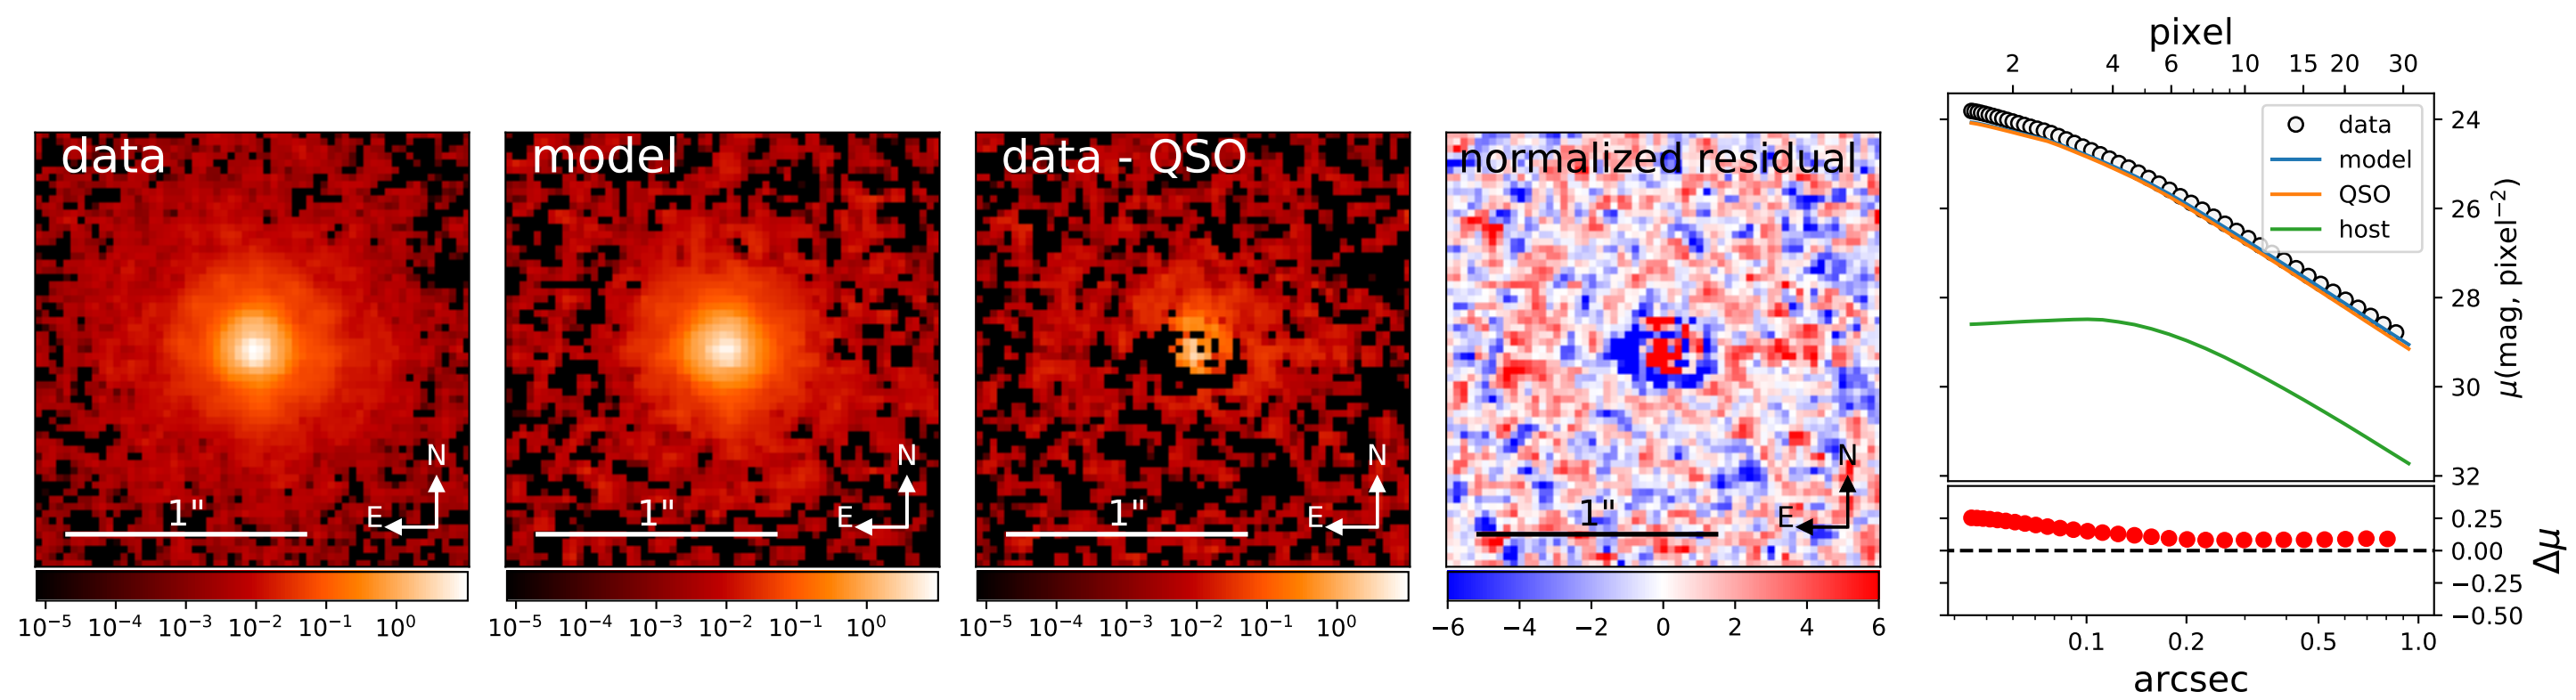 data
1"
N
E
10⁻⁵ 10⁻⁴ 10⁻³ 10⁻² 10⁻¹ 10⁰
model
1"
N
E
10⁻⁵ 10⁻⁴ 10⁻³ 10⁻² 10⁻¹ 10⁰
data - QSO
1"
N
E
10⁻⁵ 10⁻⁴ 10⁻³ 10⁻² 10⁻¹ 10⁰
normalized residual
1"
N
E
−6 −4 −2 0 2 4 6
pixel
2 4 6 10 15 20 30
data
model
QSO
host
24
26
28
30
32
μ(mag, pixel⁻²)
0.25
0.00
−0.25
−0.50
Δμ
0.1 0.2 0.5 1.0
arcsec